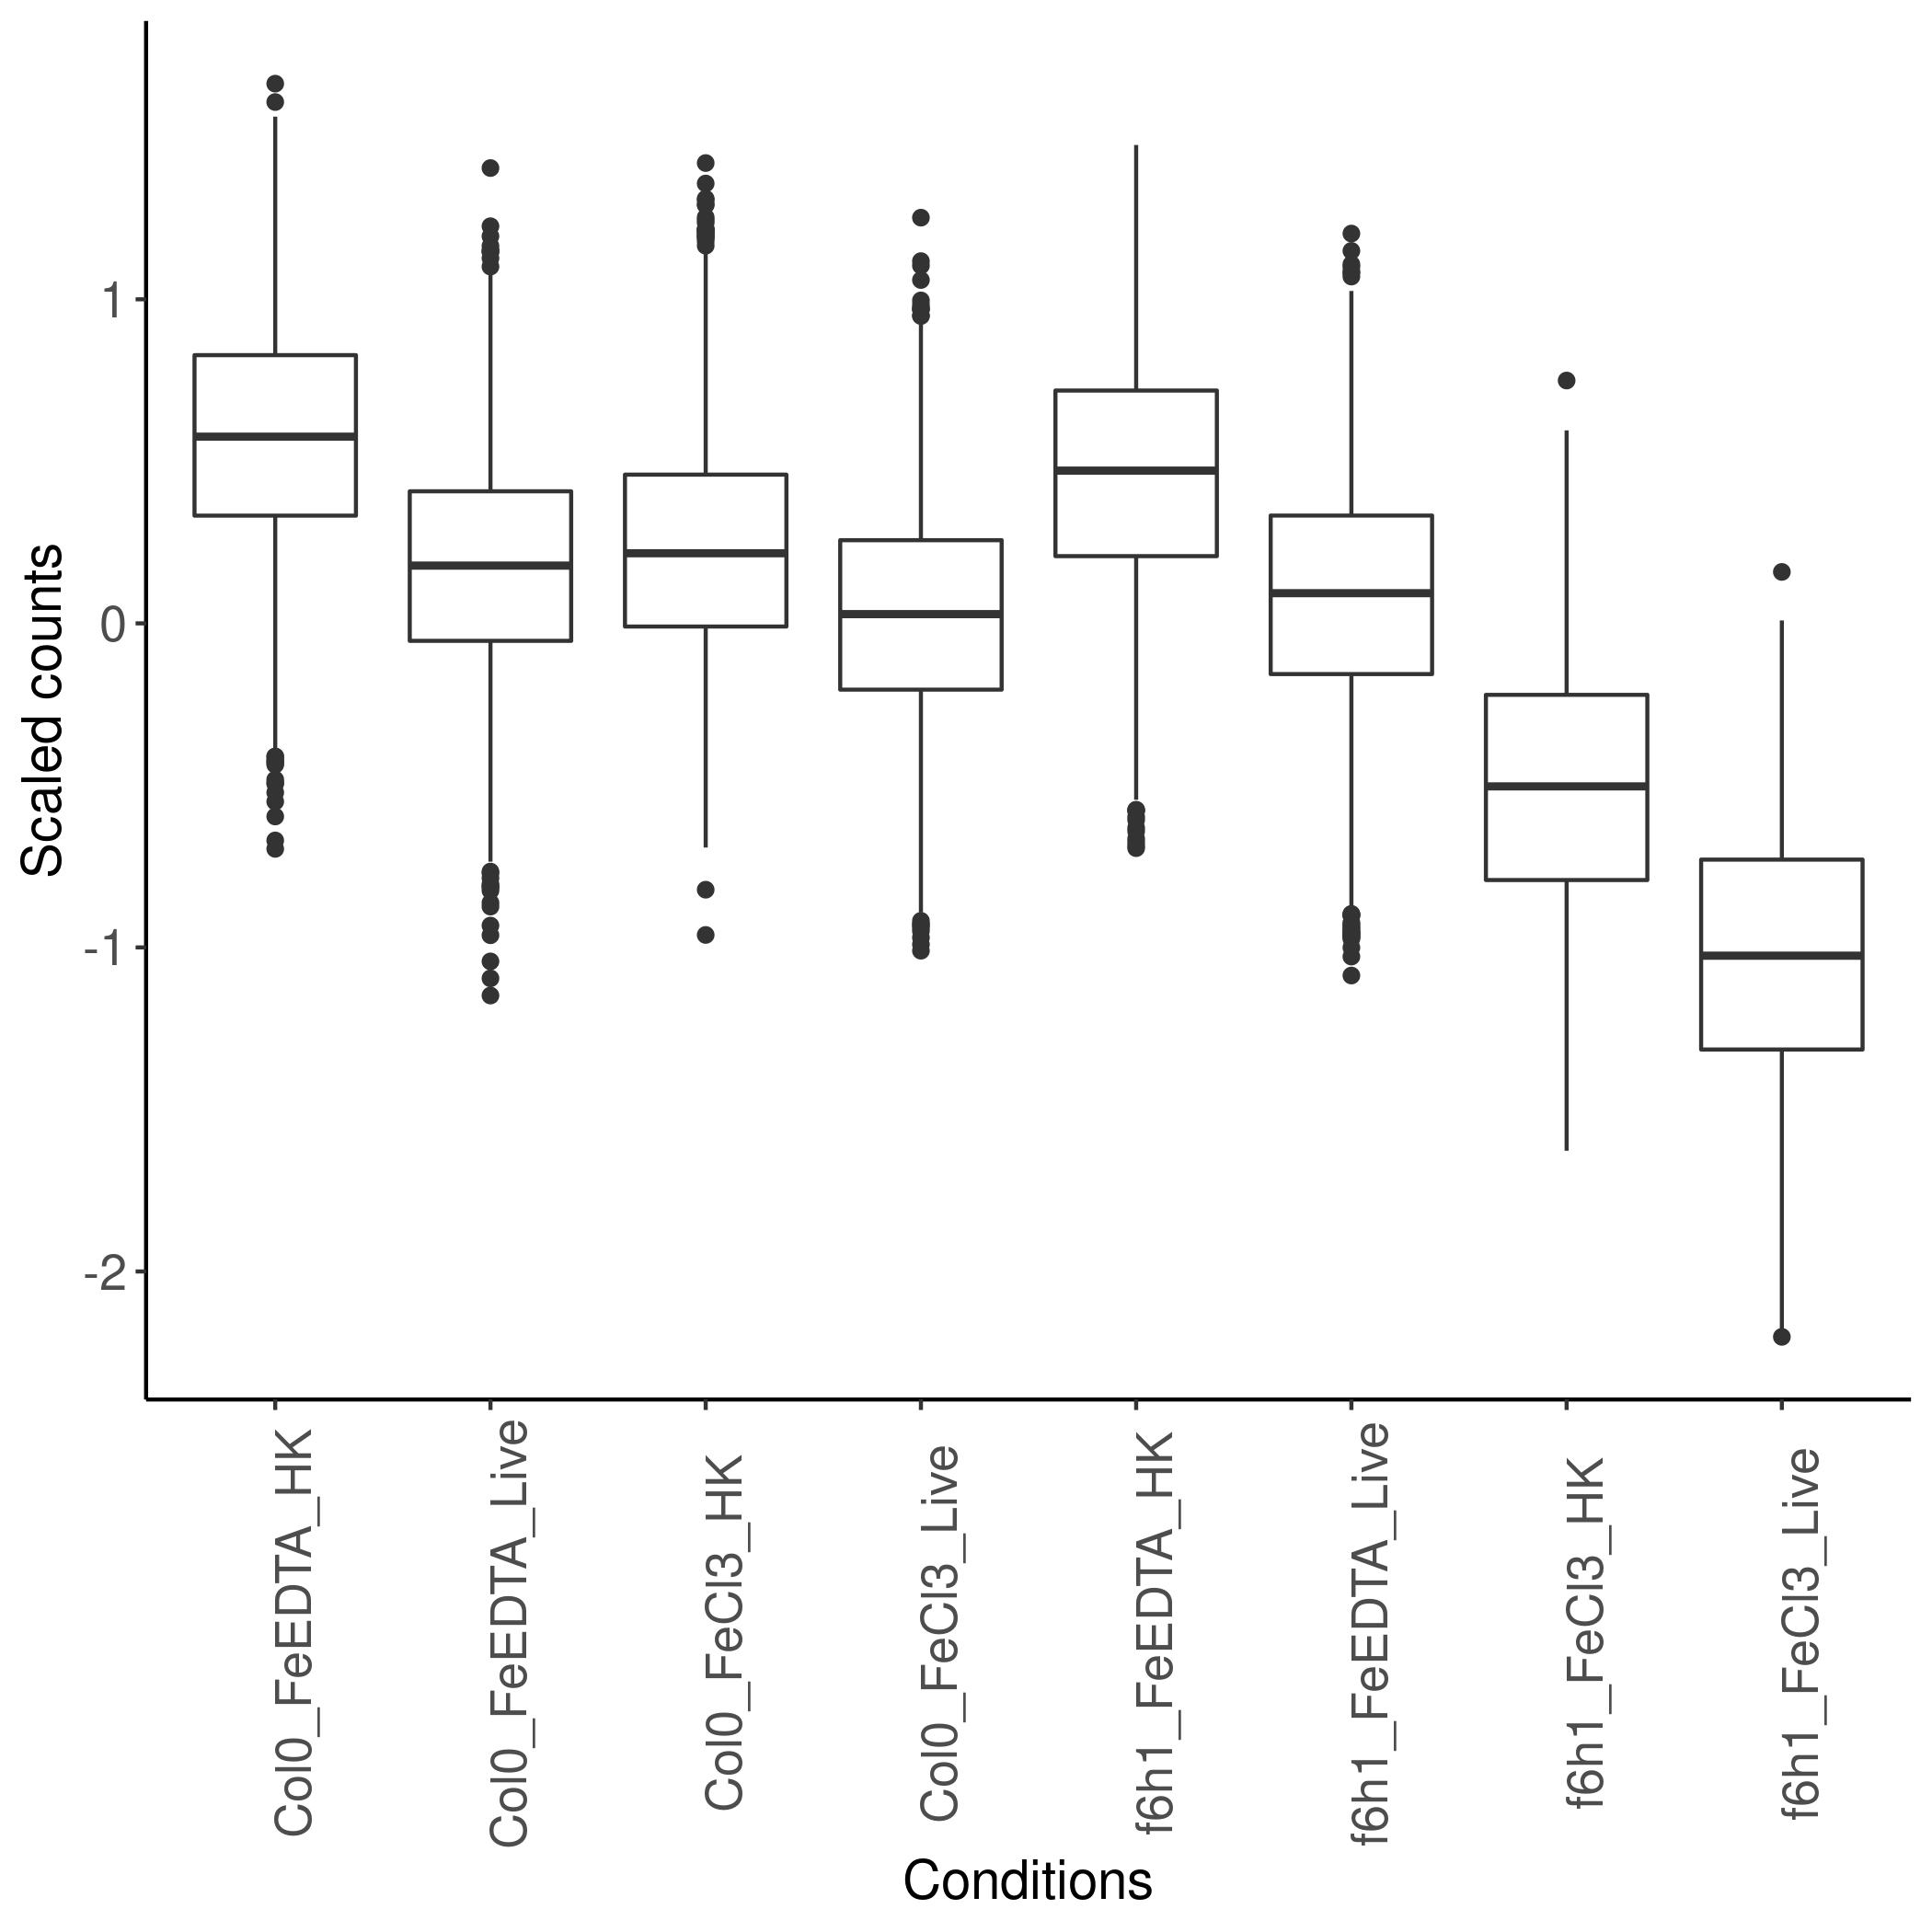 Scaled counts
1
0
-1
-2
Col0_FeEDTA_HK
Col0_FeEDTA_Live
Col0_FeCl3_HK
Col0_FeCl3_Live
f6h1_FeEDTA_HK
f6h1_FeEDTA_Live
f6h1_FeCl3_HK
f6h1_FeCl3_Live
Conditions